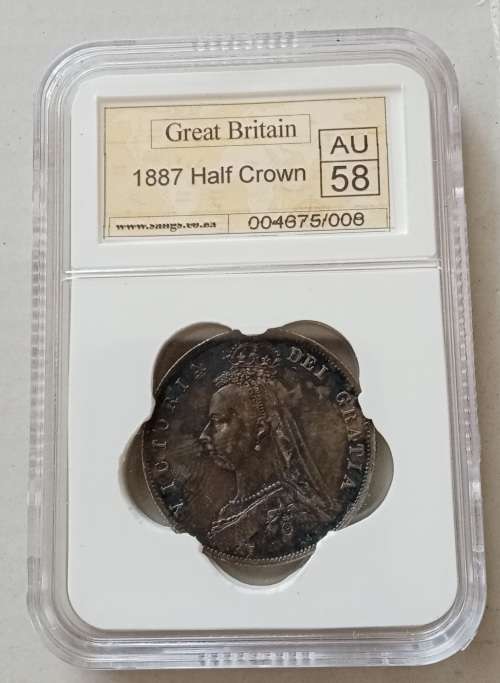 Great Britain
AU
1887 Half Crown
58
www.sangs.co.za
004675/008
VICTORIA DEI GRATIA